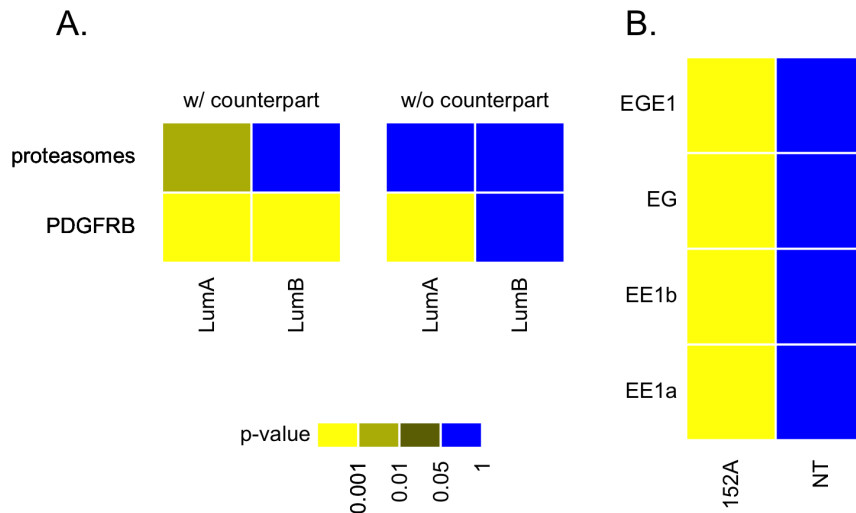 A.
w/ counterpart
w/o counterpart
proteasomes
PDGFRB
LumA
LumB
LumA
LumB
p-value
0.001
0.01
0.05
1
B.
EGE1
EG
EE1b
EE1a
152A
NT